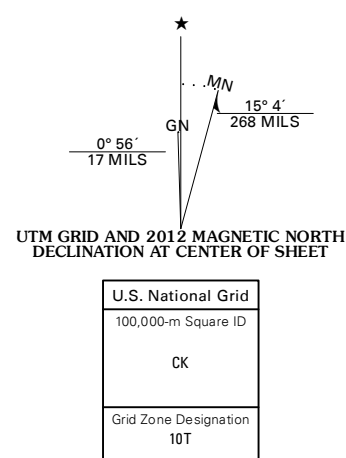 ★
MN
GN
15° 4´
268 MILS
0° 56´
17 MILS
UTM GRID AND 2012 MAGNETIC NORTH
DECLINATION AT CENTER OF SHEET
U.S. National Grid
100,000-m Square ID
CK
Grid Zone Designation
10T